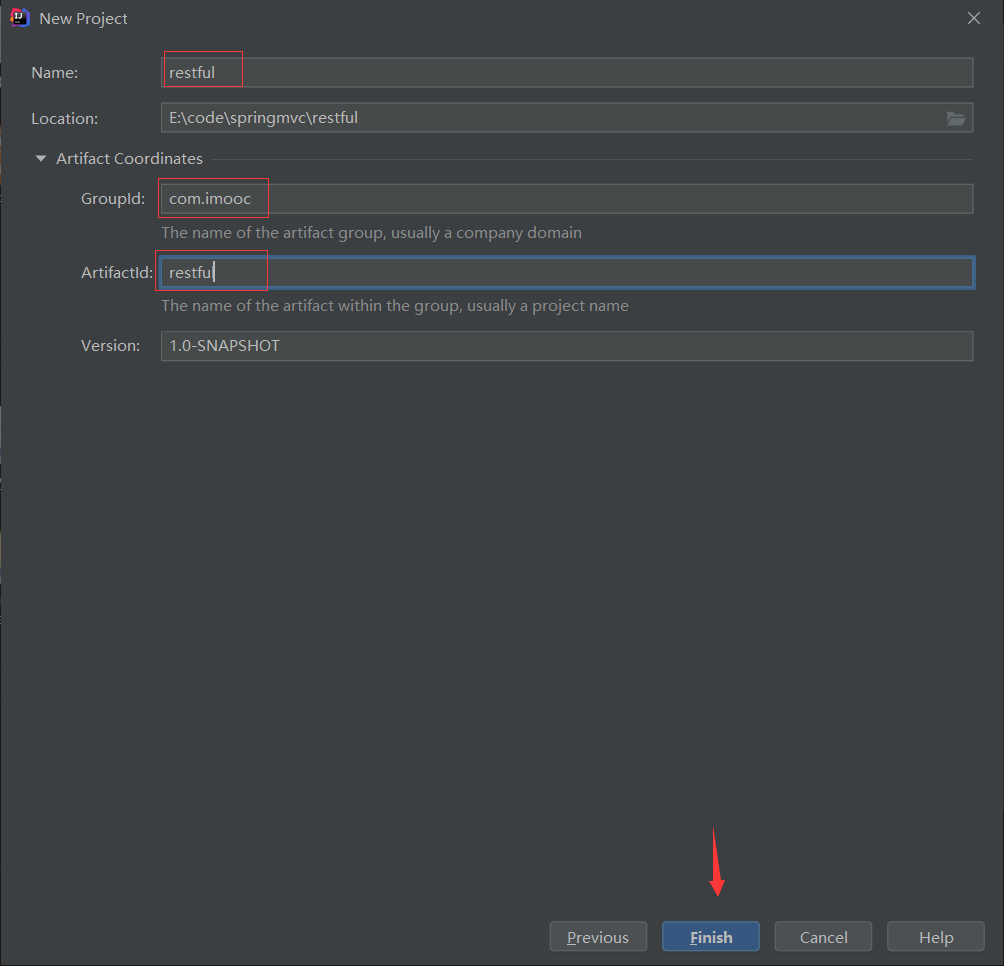 New Project
Name: restful
Location: E:\code\springmvc\restful
Artifact Coordinates
GroupId: com.imooc
The name of the artifact group, usually a company domain
ArtifactId: restful
The name of the artifact within the group, usually a project name
Version: 1.0-SNAPSHOT
Previous Finish Cancel Help